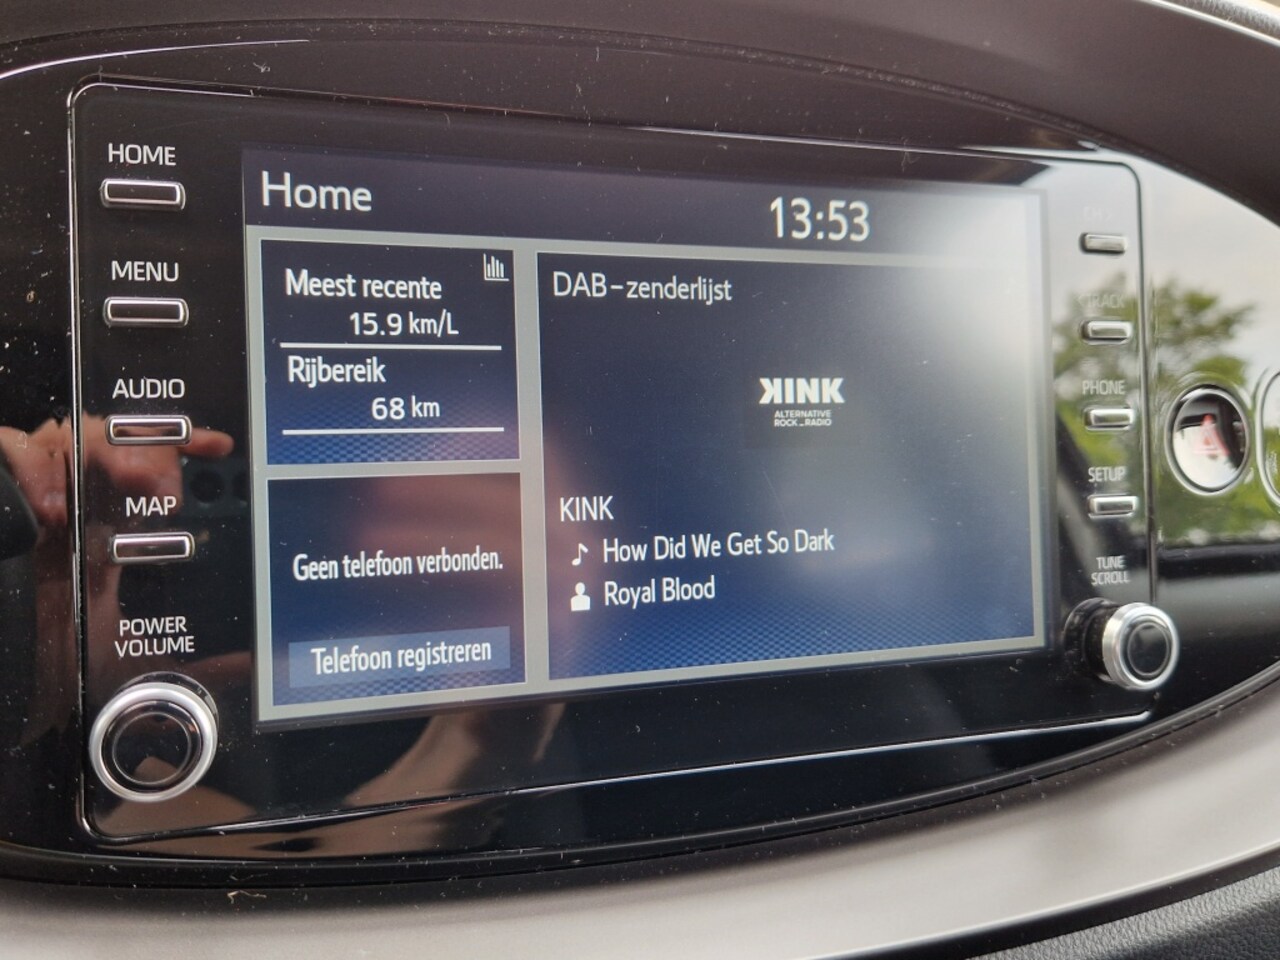 HOME
MENU
AUDIO
MAP
POWER
VOLUME
Home
13:53
Meest recente
15.9 km/L
Rijbereik
68 km
Geen telefoon verbonden.
Telefoon registreren
DAB-zenderlijst
KINK
ALTERNATIVE
ROCK_RADIO
KINK
How Did We Get So Dark
Royal Blood
TRACK
PHONE
SETUP
TUNE
SCROLL